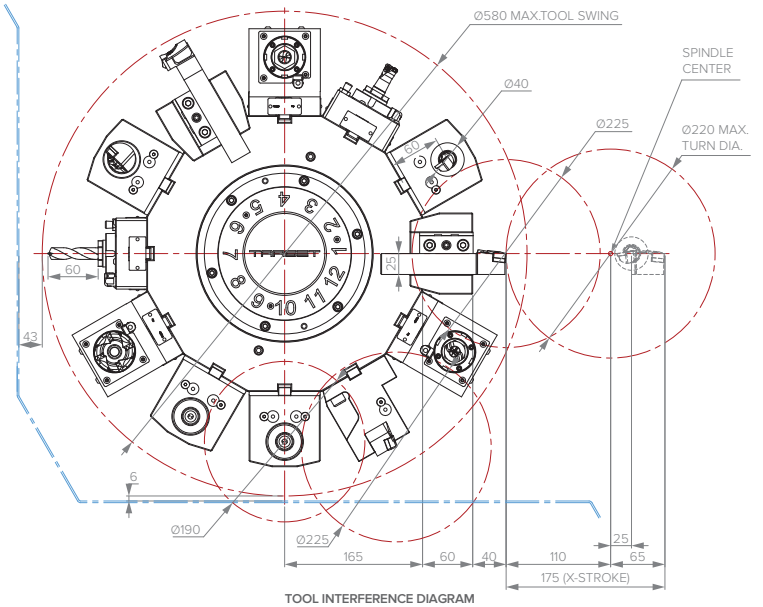 Ø580 MAX.TOOL SWING
SPINDLE
CENTER
Ø40
Ø225
Ø220 MAX.
TURN DIA.
60
4
3
2
1
12
11
10
9
8
7
6
5
25
60
43
6
Ø190
Ø225
165
60
40
110
25
65
175 (X-STROKE)
TOOL INTERFERENCE DIAGRAM